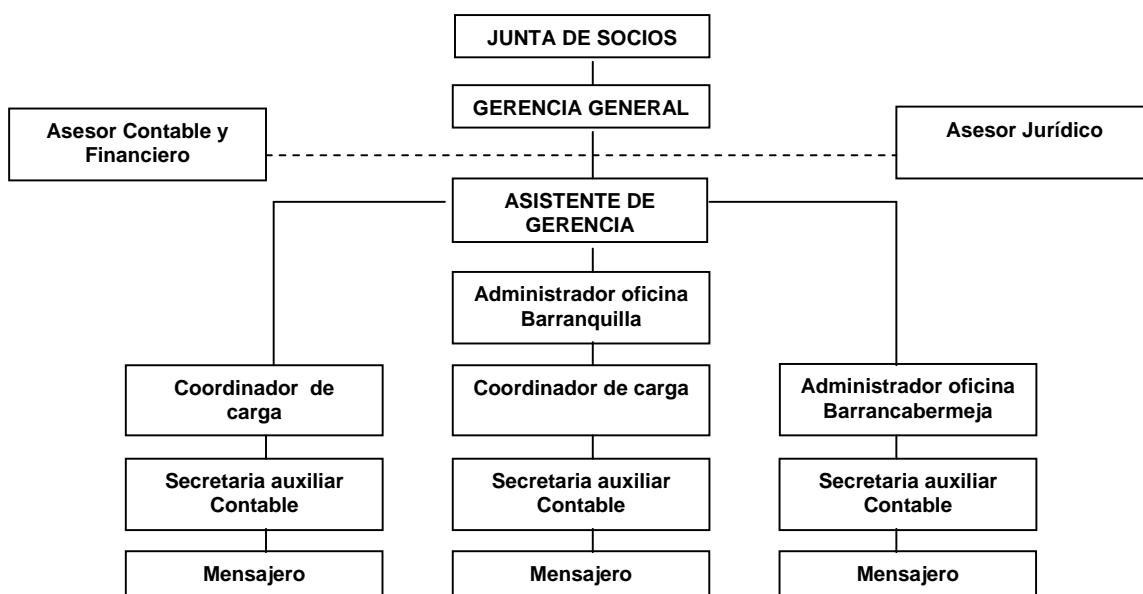 JUNTA DE SOCIOS
GERENCIA GENERAL
Asesor Contable y
Financiero
Asesor Jurídico
ASISTENTE DE
GERENCIA
Administrador oficina
Barranquilla
Coordinador de
carga
Coordinador de carga
Administrador oficina
Barrancabermeja
Secretaria auxiliar
Contable
Secretaria auxiliar
Contable
Secretaria auxiliar
Contable
Mensajero
Mensajero
Mensajero